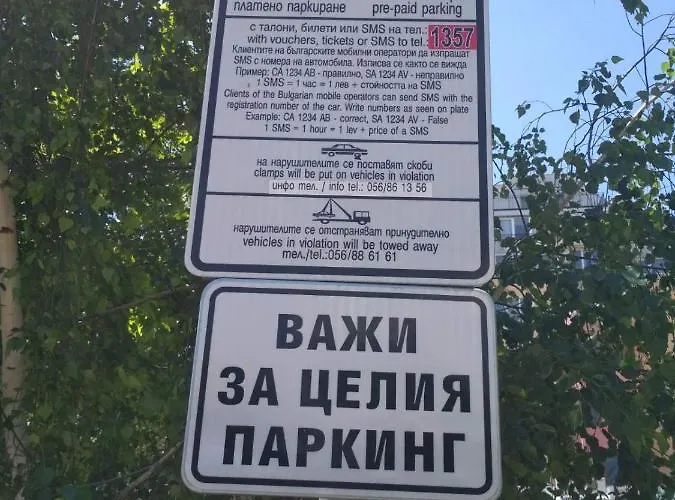 платено паркиране pre-paid parking
с талони, билети или SMS на тел.: 1357
with vouchers, tickets or SMS to tel.:
Клиентите на българските мобилни оператори да изпращат
SMS с номера на автомобила. Изписва се както се вижда
Пример: CA 1234 AB - правилно, SA 1234 AV - неправилно
1 SMS = 1 час = 1 лев + стойността на SMS
Clients of the Bulgarian mobile operators can send SMS with the
registration number of the car. Write numbers as seen on plate
Example: CA 1234 AB - correct, SA 1234 AV - False
1 SMS = 1 hour = 1 lev + price of a SMS
на нарушителите се поставят скоби
clamps will be put on vehicles in violation
инфо тел. / info tel.: 056/86 13 56
нарушителите се отстраняват принудително
vehicles in violation will be towed away
тел./tel.:056/88 61 61
ВАЖИ
ЗА ЦЕЛИЯ
ПАРКИНГ